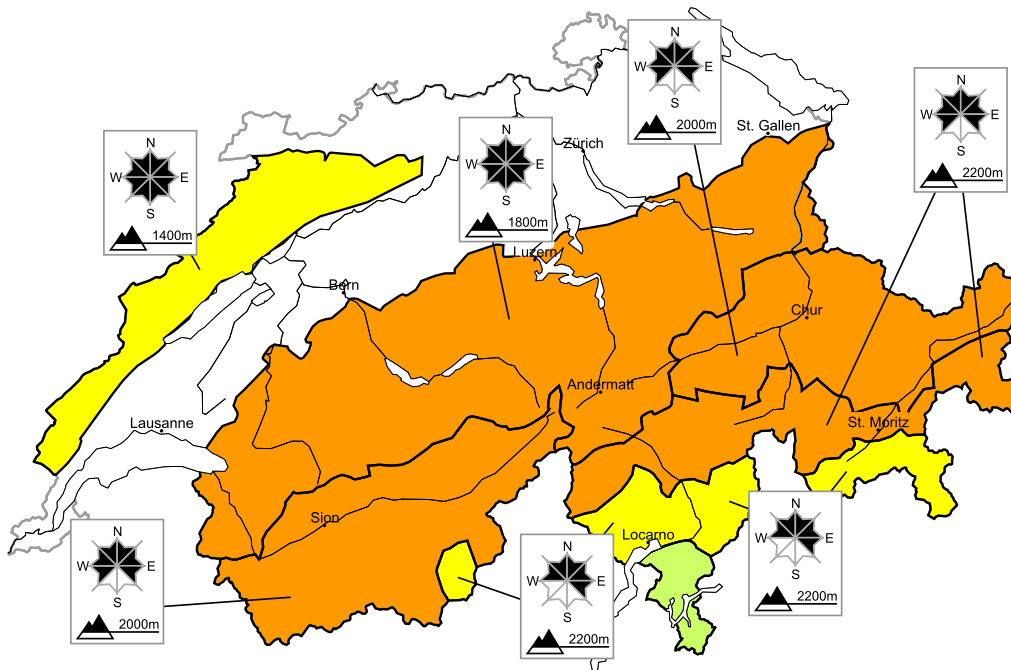 N
W E
S
2000m
N
W E
S
2200m
St. Gallen
N
W E
S
1800m
Zürich
N
W E
S
1400m
Luzern
Bern
Chur
Andermatt
Lausanne
St. Moritz
Sion
Locarno
N
W E
S
2200m
N
W E
S
2000m
N
W E
S
2200m